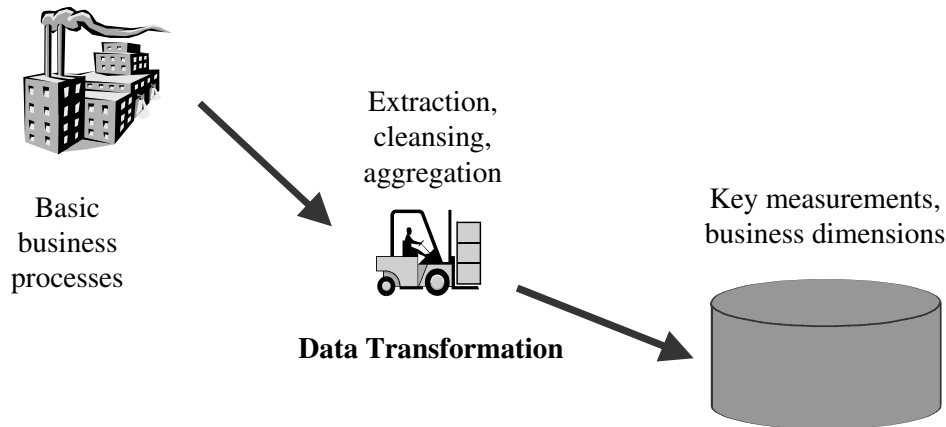 Extraction,
cleansing,
aggregation
Basic
business
processes
Key measurements,
business dimensions
Data Transformation